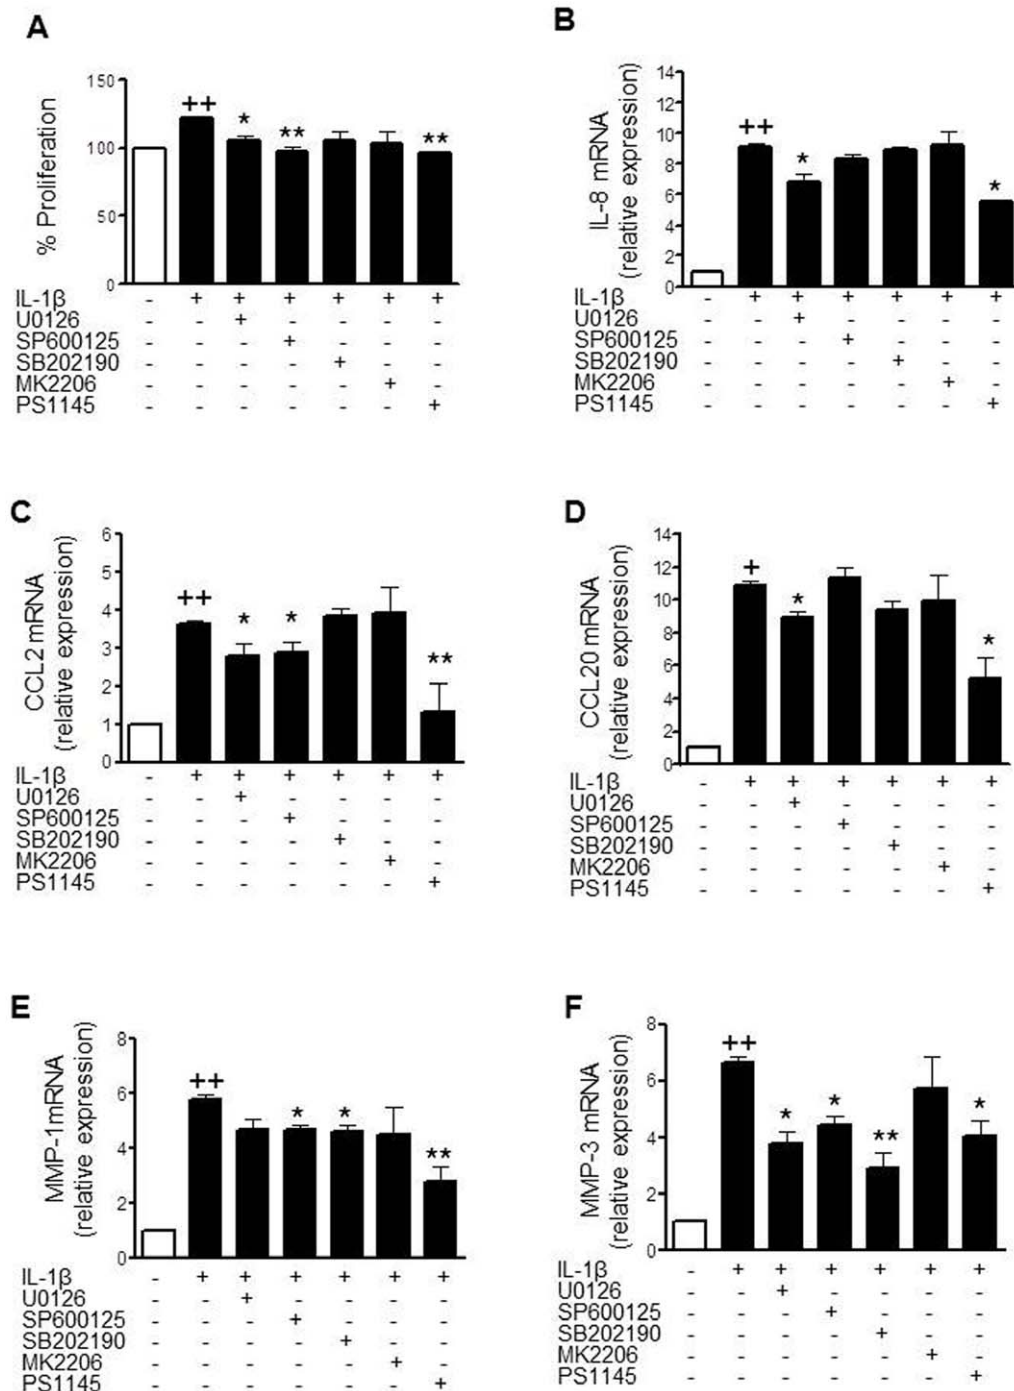 A
% Proliferation
150
100
50
0
++
*
**
**
IL-1β - + + + + + +
U0126 - - + - - - -
SP600125 - - - + - - -
SB202190 - - - - + - -
MK2206 - - - - - + -
PS1145 - - - - - - +
B
IL-8 mRNA
(relative expression)
14
12
10
8
6
4
2
0
++
*
*
IL-1β - + + + + + +
U0126 - - + - - - -
SP600125 - - - + - - -
SB202190 - - - - + - -
MK2206 - - - - - + -
PS1145 - - - - - - +
C
CCL2 mRNA
(relative expression)
6
5
4
3
2
1
0
++
*
*
**
IL-1β - + + + + + +
U0126 - - + - - - -
SP600125 - - - + - - -
SB202190 - - - - + - -
MK2206 - - - - - + -
PS1145 - - - - - - +
D
CCL20 mRNA
(relative expression)
14
12
10
8
6
4
2
0
+
*
*
IL-1β - + + + + + +
U0126 - - + - - - -
SP600125 - - - + - - -
SB202190 - - - - + - -
MK2206 - - - - - + -
PS1145 - - - - - - +
E
MMP-1mRNA
(relative expression)
8
6
4
2
0
++
*
*
**
IL-1β - + + + + + +
U0126 - - + - - - -
SP600125 - - - + - - -
SB202190 - - - - + - -
MK2206 - - - - - + -
PS1145 - - - - - - +
F
MMP-3 mRNA
(relative expression)
8
6
4
2
0
++
*
*
**
*
IL-1β - + + + + + +
U0126 - - + - - - -
SP600125 - - - + - - -
SB202190 - - - - + - -
MK2206 - - - - - + -
PS1145 - - - - - - +